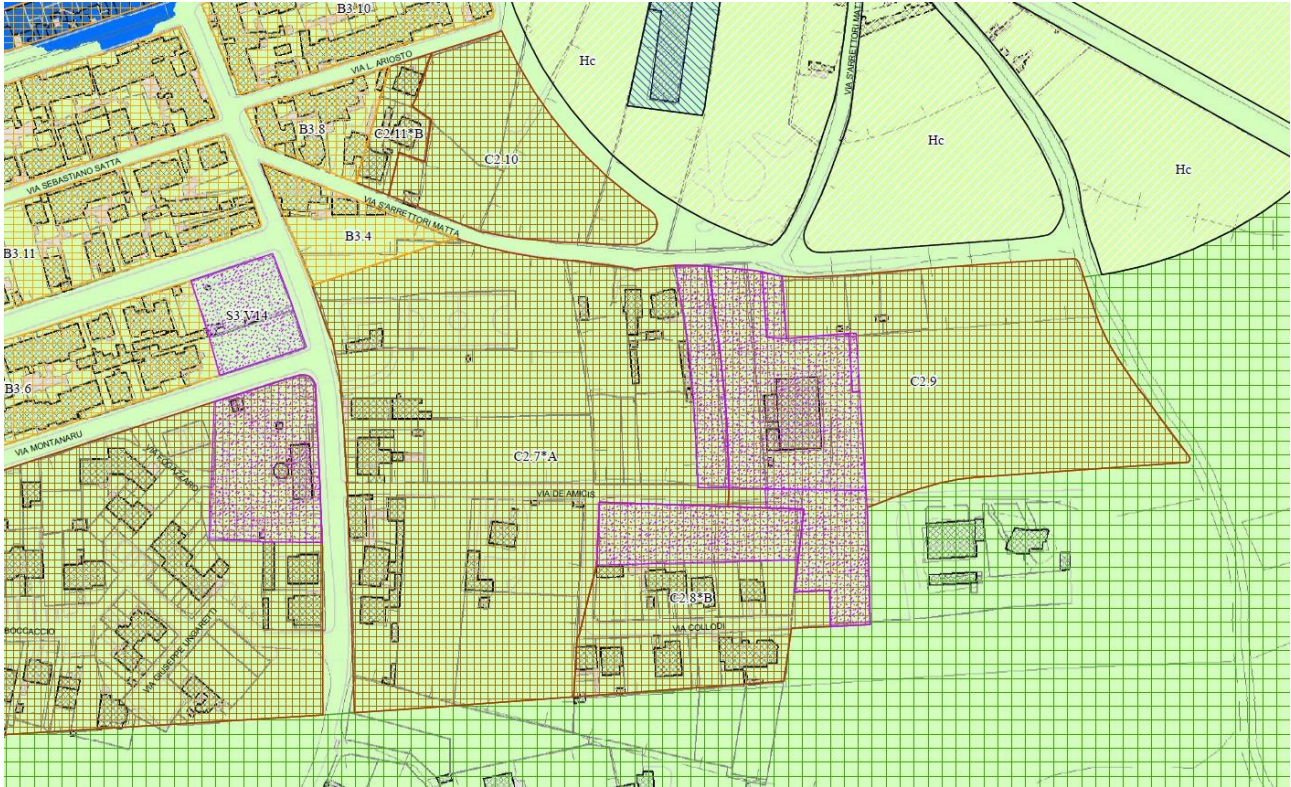 B3.10
VIA L. ARIOSTO
Hc
VIA S'ARRETTORI MATTA
B3.8
C2.11*B
C2.10
Hc
Hc
VIA SEBASTIANO SATTA
VIA S'ARRETTORI MATTA
B3.4
B3.11
S3.V14
C2.9
B3.6
VIA MONTANARU
VIA FOGAZZARO
C2.7*A
VIA DE AMICIS
C2.8*B
VIA COLLODI
BOCCACCIO
VIA GIUSEPPE UNGARETTI